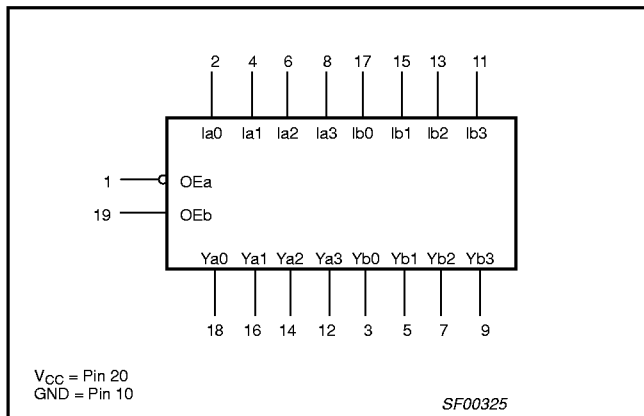 2 4 6 8 17 15 13 11
Ia0 Ia1 Ia2 Ia3 Ib0 Ib1 Ib2 Ib3
1 OEa
19 OEb
Ya0 Ya1 Ya2 Ya3 Yb0 Yb1 Yb2 Yb3
18 16 14 12 3 5 7 9
VCC = Pin 20
GND = Pin 10
SF00325